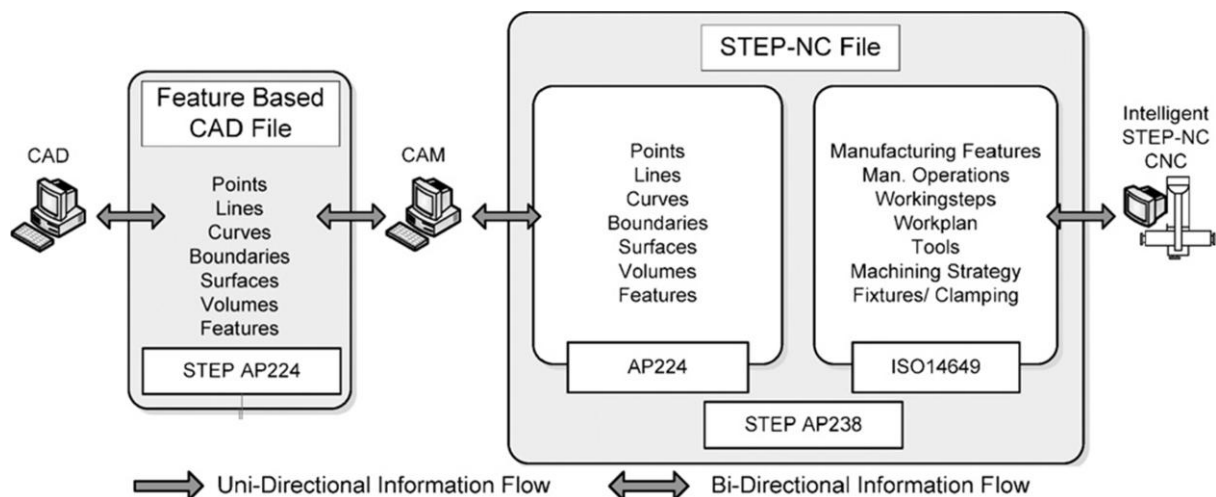 CAD
Feature Based
CAD File
Points
Lines
Curves
Boundaries
Surfaces
Volumes
Features
STEP AP224
CAM
STEP-NC File
Points
Lines
Curves
Boundaries
Surfaces
Volumes
Features
AP224
Manufacturing Features
Man. Operations
Workingsteps
Workplan
Tools
Machining Strategy
Fixtures/ Clamping
ISO14649
STEP AP238
Intelligent
STEP-NC
CNC
Uni-Directional Information Flow
Bi-Directional Information Flow